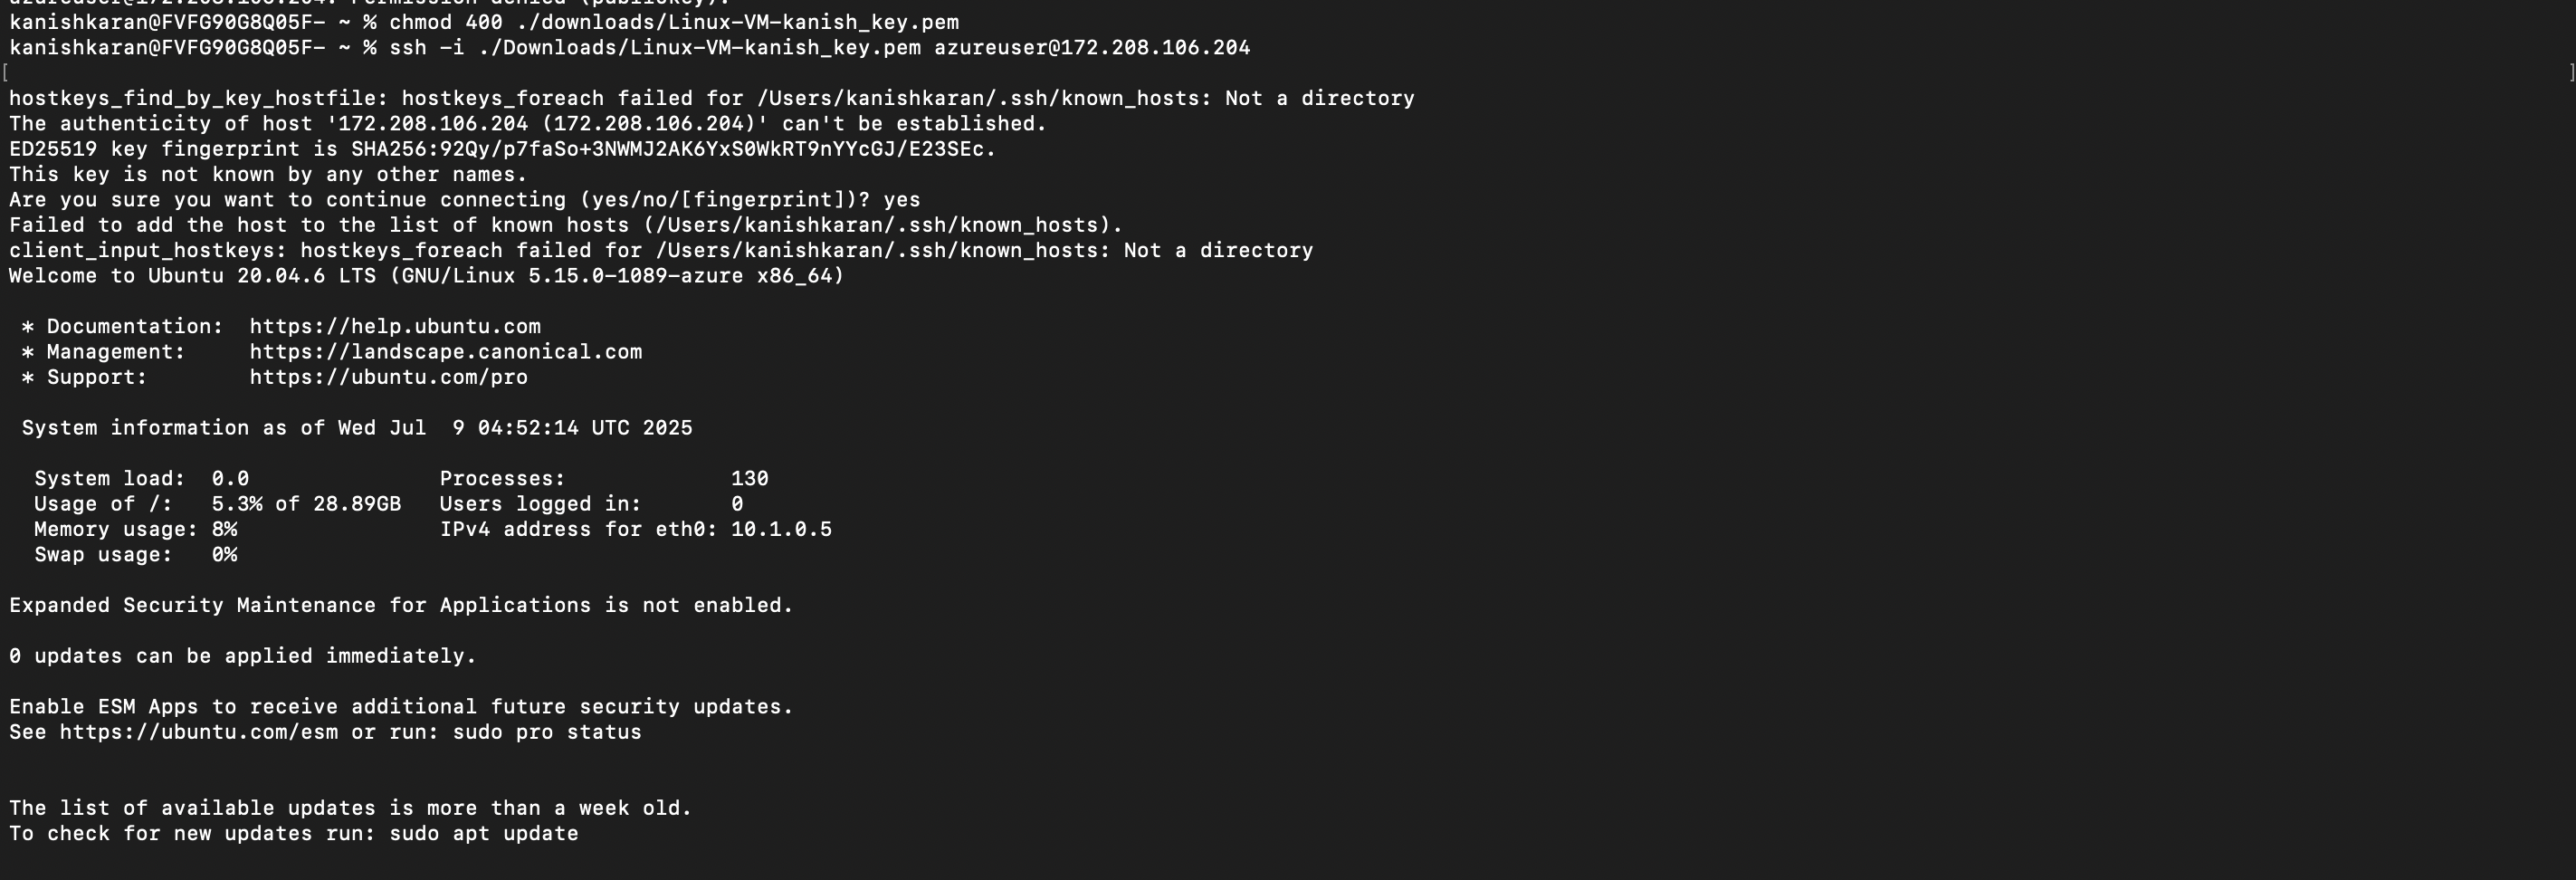 azureuser@172.208.106.204: Permission denied (publickey).
kanishkaran@FVFG90G8Q05F- ~ % chmod 400 ./downloads/Linux-VM-kanish_key.pem
kanishkaran@FVFG90G8Q05F- ~ % ssh -i ./Downloads/Linux-VM-kanish_key.pem azureuser@172.208.106.204
[ ]
hostkeys_find_by_key_hostfile: hostkeys_foreach failed for /Users/kanishkaran/.ssh/known_hosts: Not a directory
The authenticity of host '172.208.106.204 (172.208.106.204)' can't be established.
ED25519 key fingerprint is SHA256:92Qy/p7faSo+3NWMJ2AK6YxS0WkRT9nYYcGJ/E23SEc.
This key is not known by any other names.
Are you sure you want to continue connecting (yes/no/[fingerprint])? yes
Failed to add the host to the list of known hosts (/Users/kanishkaran/.ssh/known_hosts).
client_input_hostkeys: hostkeys_foreach failed for /Users/kanishkaran/.ssh/known_hosts: Not a directory
Welcome to Ubuntu 20.04.6 LTS (GNU/Linux 5.15.0-1089-azure x86_64)
* Documentation: https://help.ubuntu.com
* Management: https://landscape.canonical.com
* Support: https://ubuntu.com/pro
System information as of Wed Jul 9 04:52:14 UTC 2025
System load: 0.0 Processes: 130
Usage of /: 5.3% of 28.89GB Users logged in: 0
Memory usage: 8% IPv4 address for eth0: 10.1.0.5
Swap usage: 0%
Expanded Security Maintenance for Applications is not enabled.
0 updates can be applied immediately.
Enable ESM Apps to receive additional future security updates.
See https://ubuntu.com/esm or run: sudo pro status
The list of available updates is more than a week old.
To check for new updates run: sudo apt update